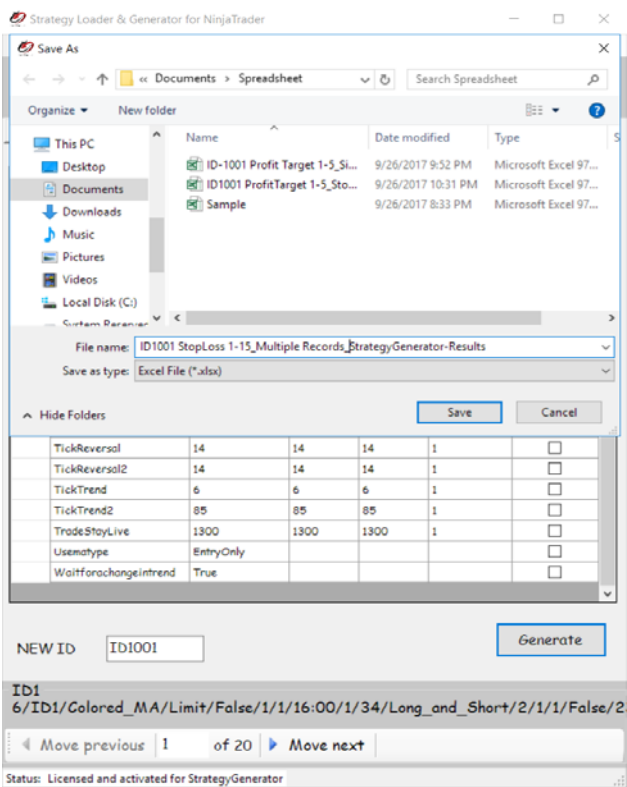 Strategy Loader & Generator for NinjaTrader
Save As
« Documents > Spreadsheet
Search Spreadsheet
Organize New folder
Name Date modified Type S
This PC
Desktop
Documents
Downloads
Music
Pictures
Videos
Local Disk (C:)
System Reserved
ID-1001 Profit Target 1-5_Si... 9/26/2017 9:52 PM Microsoft Excel 97...
ID1001 ProfitTarget 1-5_Sto... 9/26/2017 10:31 PM Microsoft Excel 97...
Sample 9/26/2017 8:33 PM Microsoft Excel 97...
File name: ID1001 StopLoss 1-15_Multiple Records_StrategyGenerator-Results
Save as type: Excel File (*.xlsx)
Hide Folders Save Cancel
TickReversal 14 14 14 1
TickReversal2 14 14 14 1
TickTrend 6 6 6 1
TickTrend2 85 85 85 1
TradeStayLive 1300 1300 1300 1
Usematype EntryOnly
Waitforachangeintrend True
NEW ID ID1001 Generate
ID1
6/ID1/Colored_MA/Limit/False/1/1/16:00/1/34/Long_and_Short/2/1/1/False/2
Move previous 1 of 20 Move next
Status: Licensed and activated for StrategyGenerator